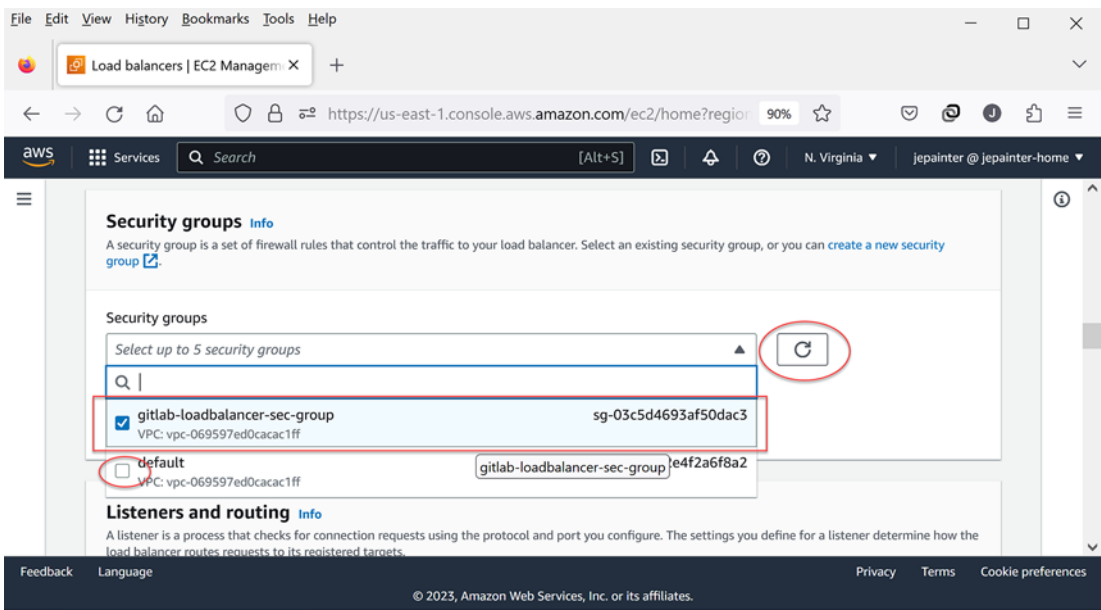 File Edit View History Bookmarks Tools Help
Load balancers | EC2 Managem
https://us-east-1.console.aws.amazon.com/ec2/home?region
90%
J
aws
Services
Search
[Alt+S]
N. Virginia
jepainter @ jepainter-home
Security groups Info
A security group is a set of firewall rules that control the traffic to your load balancer. Select an existing security group, or you can create a new security
group
Security groups
Select up to 5 security groups
gitlab-loadbalancer-sec-group sg-03c5d4693af50dac3
VPC: vpc-069597ed0cacac1ff
default e4f2a6f8a2
gitlab-loadbalancer-sec-group
VPC: vpc-069597ed0cacac1ff
Listeners and routing Info
A listener is a process that checks for connection requests using the protocol and port you configure. The settings you define for a listener determine how the
load balancer routes requests to its registered targets.
Feedback Language
Privacy Terms Cookie preferences
© 2023, Amazon Web Services, Inc. or its affiliates.